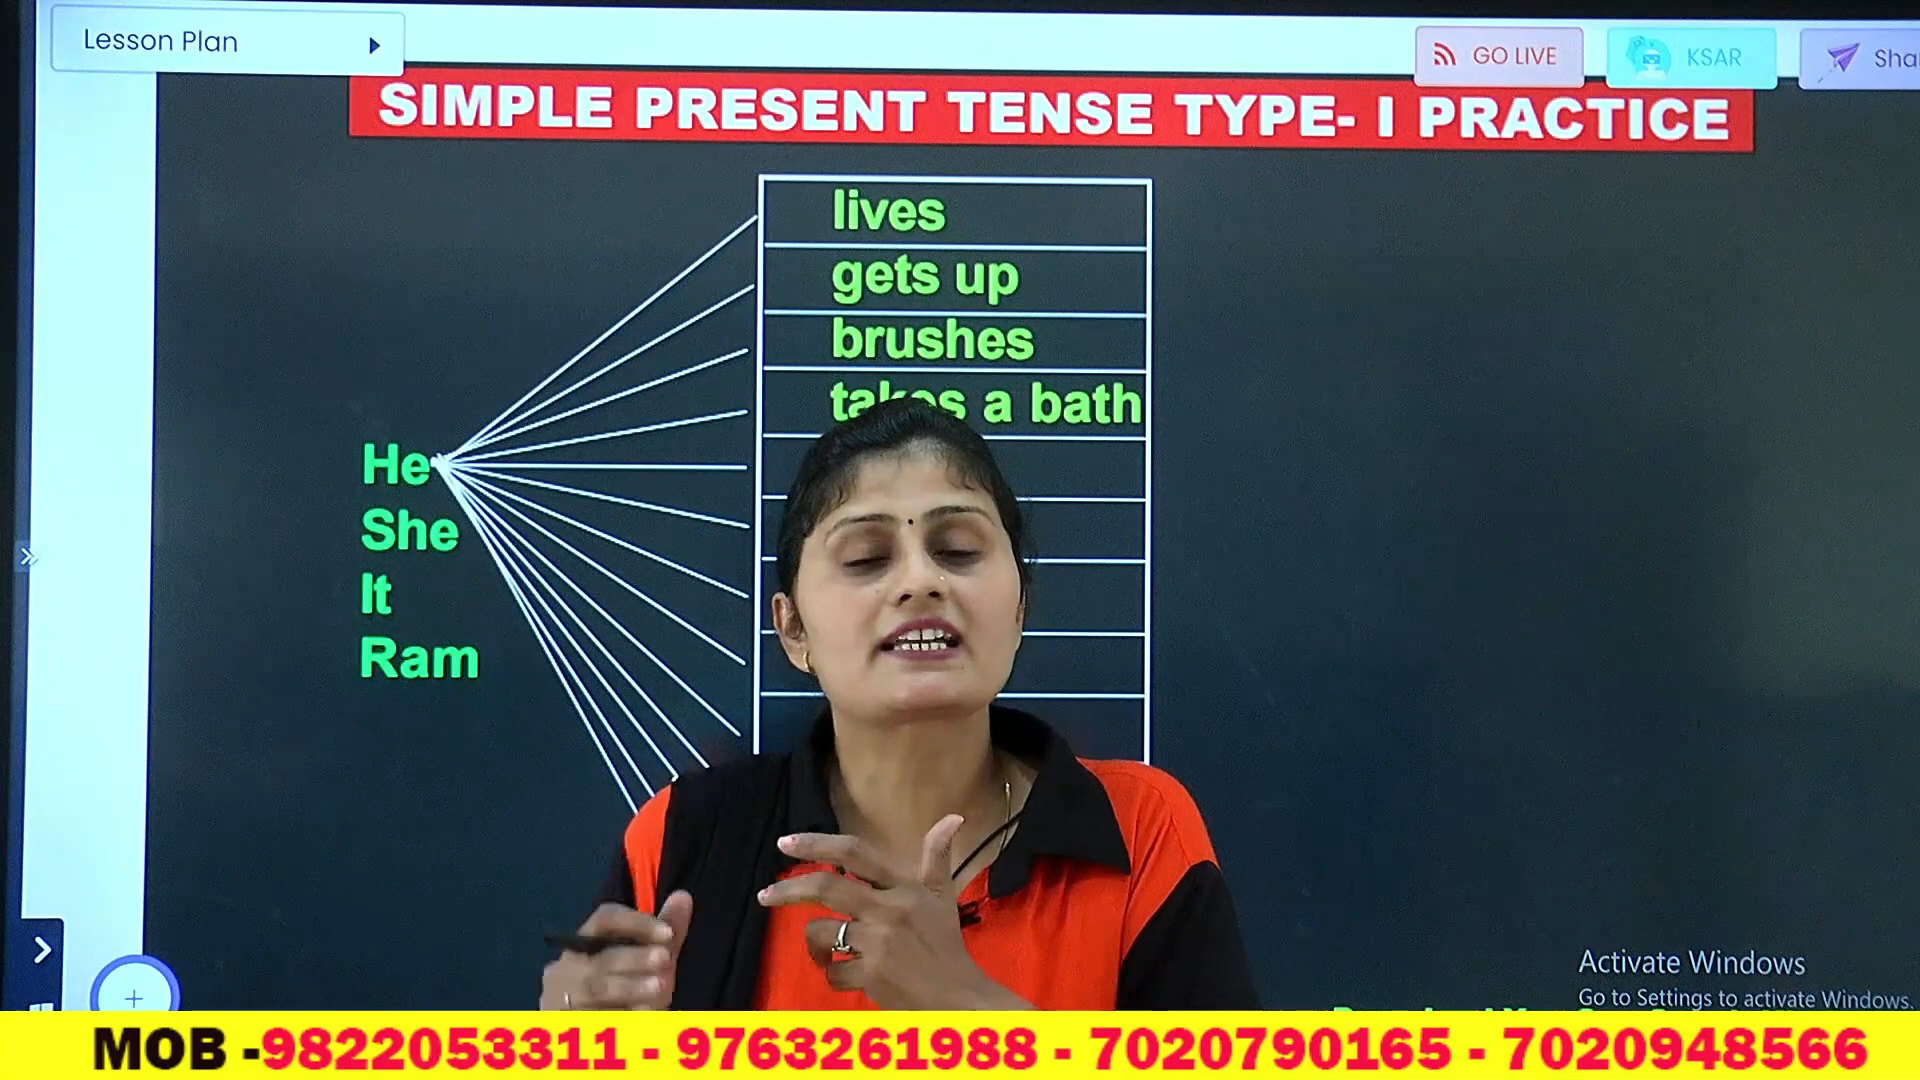 Lesson Plan
GO LIVE
KSAR
SIMPLE PRESENT TENSE TYPE- I PRACTICE
lives
gets up
brushes
takes a bath
He
She
It
Ram
Activate Windows
Go to Settings to activate Windows.
MOB -9822053311 - 9763261988 - 7020790165 - 7020948566